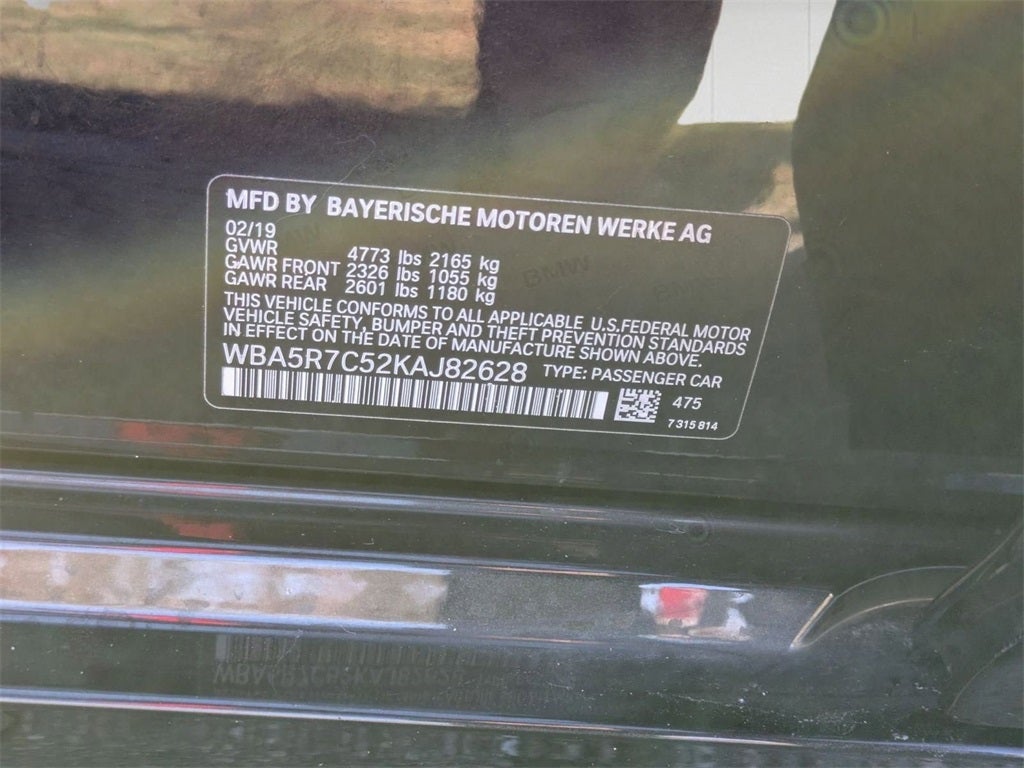 MFD BY BAYERISCHE MOTOREN WERKE AG
02/19
GVWR 4773 lbs 2165 kg
GAWR FRONT 2326 lbs 1055 kg
GAWR REAR 2601 lbs 1180 kg
THIS VEHICLE CONFORMS TO ALL APPLICABLE U.S.FEDERAL MOTOR
VEHICLE SAFETY, BUMPER AND THEFT PREVENTION STANDARDS
IN EFFECT ON THE DATE OF MANUFACTURE SHOWN ABOVE.
WBA5R7C52KAJ82628 TYPE: PASSENGER CAR
475
7 315 814